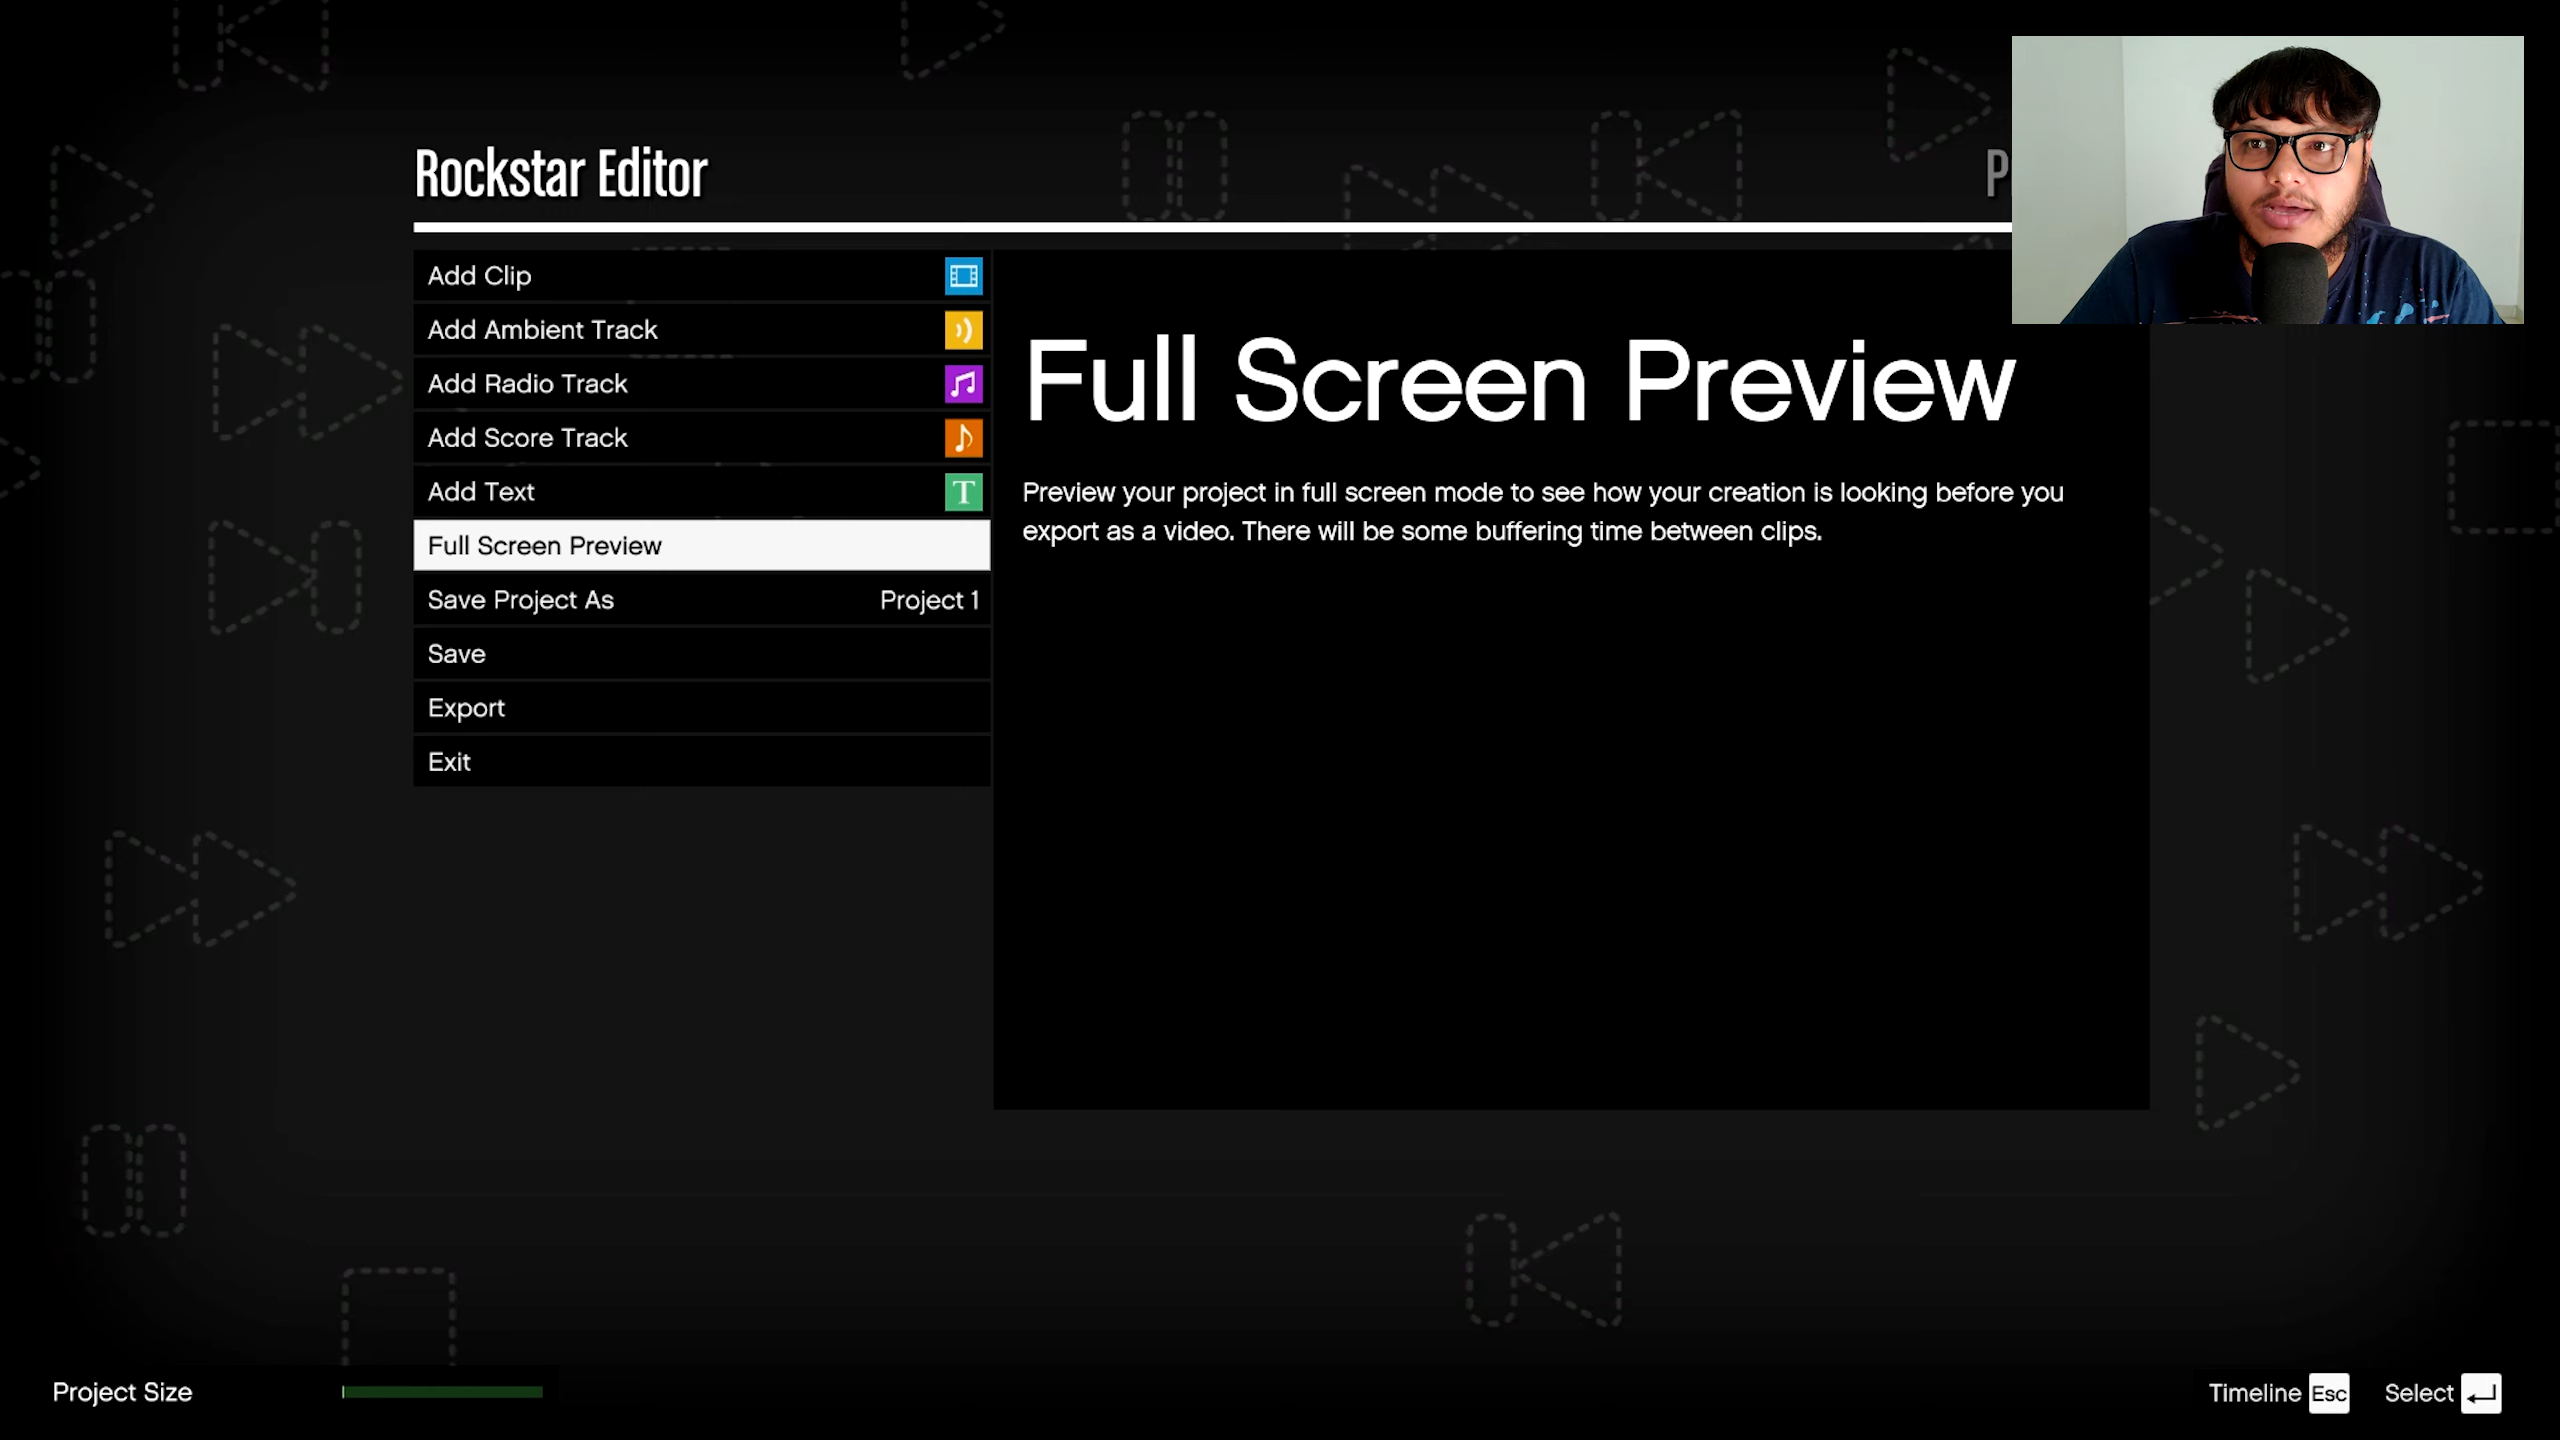 Rockstar Editor
P
Add Clip
Add Ambient Track
Add Radio Track
Add Score Track
Add Text
T
Full Screen Preview
Save Project As
Project 1
Save
Export
Exit
Full Screen Preview
Preview your project in full screen mode to see how your creation is looking before you
export as a video. There will be some buffering time between clips.
Project Size
Timeline Esc
Select